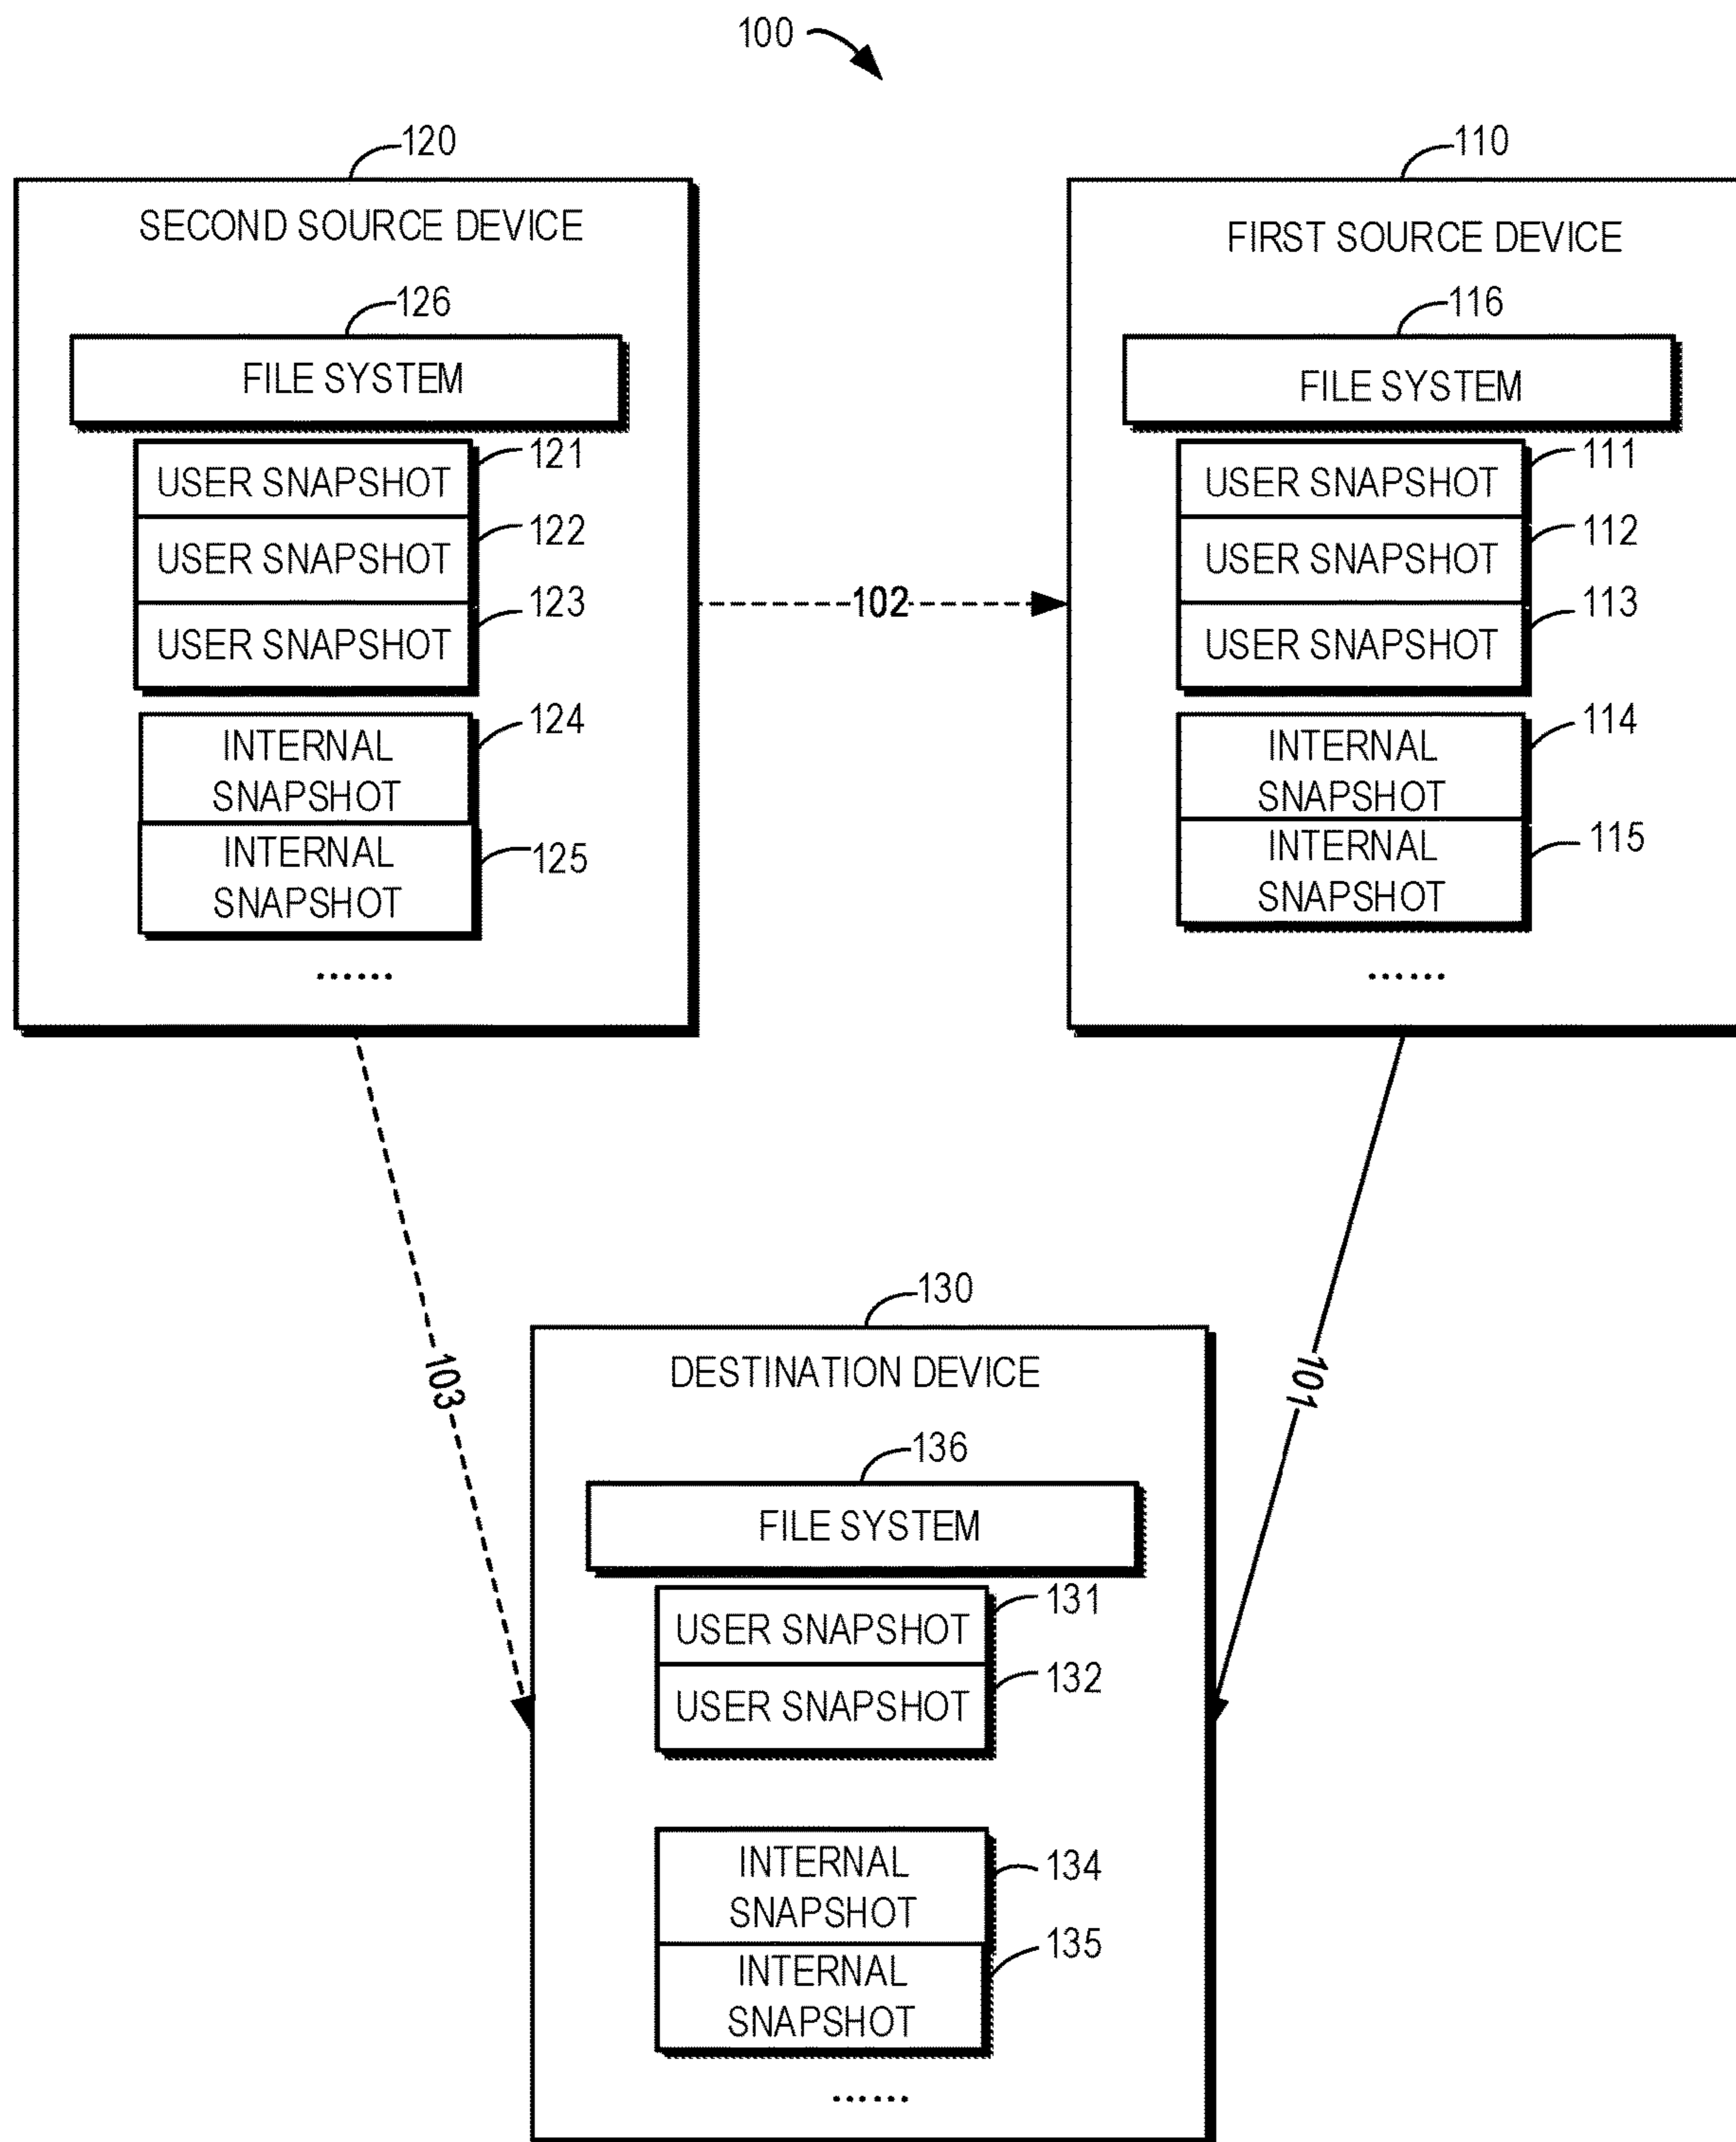 100
120
SECOND SOURCE DEVICE
126
FILE SYSTEM
121
USER SNAPSHOT
122
USER SNAPSHOT
123
USER SNAPSHOT
124
INTERNAL
SNAPSHOT
125
INTERNAL
SNAPSHOT
......
102
110
FIRST SOURCE DEVICE
116
FILE SYSTEM
111
USER SNAPSHOT
112
USER SNAPSHOT
113
USER SNAPSHOT
114
INTERNAL
SNAPSHOT
115
INTERNAL
SNAPSHOT
......
103
101
130
DESTINATION DEVICE
136
FILE SYSTEM
131
USER SNAPSHOT
132
USER SNAPSHOT
134
INTERNAL
SNAPSHOT
135
INTERNAL
SNAPSHOT
......